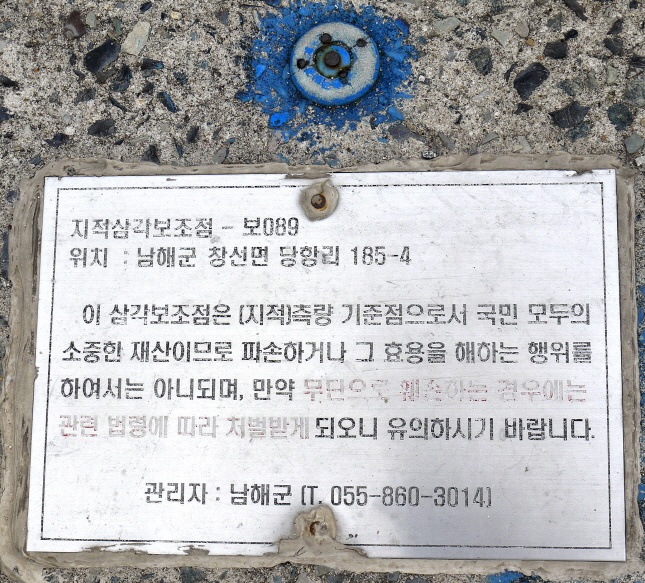 지적삼각보조점 - 보089
위치 : 남해군 창선면 당항리 185-4
이 삼각보조점은 (지적)측량 기준점으로서 국민 모두의
소중한 재산이므로 파손하거나 그 효용을 해하는 행위를
하여서는 아니되며, 만약 무단으로 훼손하는 경우에는
관련 법령에 따라 처벌받게 되오니 유의하시기 바랍니다.
관리자 : 남해군 (T. 055-860-3014)